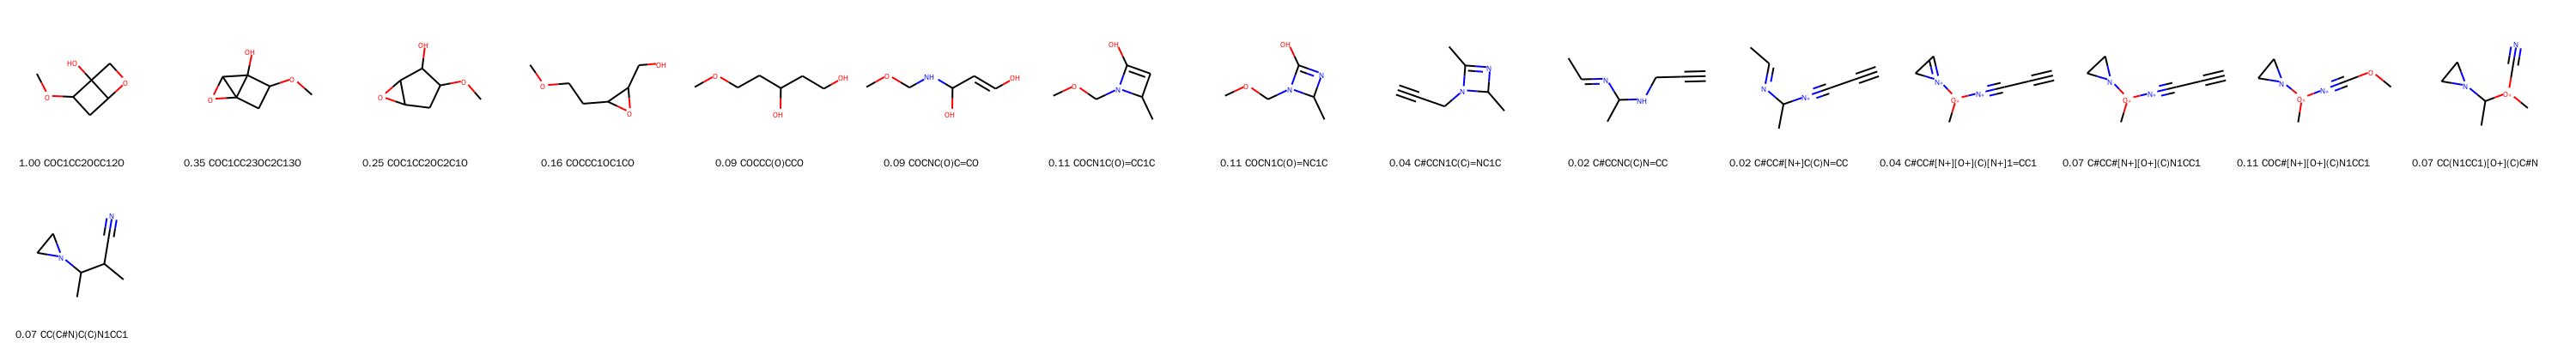 1.00 COC1CC2OCC12O
0.35 COC1CC23OC2C13O
0.25 COC1CC2OC2C1O
0.16 COCCC1OC1CO
0.09 COCCC(O)CCO
0.09 COCNC(O)C=CO
0.11 COCN1C(O)=CC1C
0.11 COCN1C(O)=NC1C
0.04 C#CCN1C(C)=NC1C
0.02 C#CCNC(C)N=CC
0.02 C#CC#[N+]C(C)N=CC
0.04 C#CC#[N+][O+](C)[N+]1=CC1
0.07 C#CC#[N+][O+](C)N1CC1
0.11 COC#[N+][O+](C)N1CC1
0.07 CC(N1CC1)[O+](C)C#N
0.07 CC(C#N)C(C)N1CC1